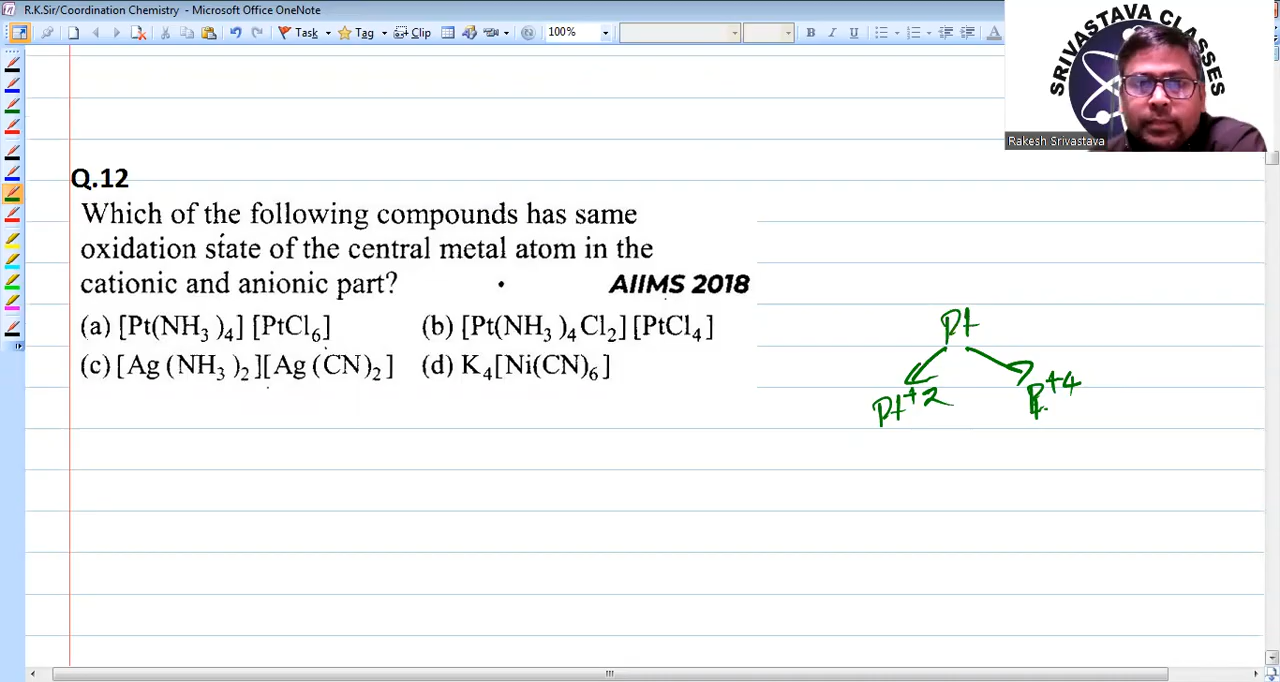 R.K.Sir/Coordination Chemistry - Microsoft Office OneNote
Task Tag Clip 100% B I U A
SRIVASTAVA CLASSES
Rakesh Srivastava
Q.12
Which of the following compounds has same
oxidation state of the central metal atom in the
cationic and anionic part?
AIIMS 2018
(a) [Pt(NH₃)₄] [PtCl₆] (b) [Pt(NH₃)₄Cl₂] [PtCl₄]
(c) [Ag(NH₃)₂][Ag(CN)₂] (d) K₄[Ni(CN)₆]
Pt
Pt⁺² Pt⁺⁴